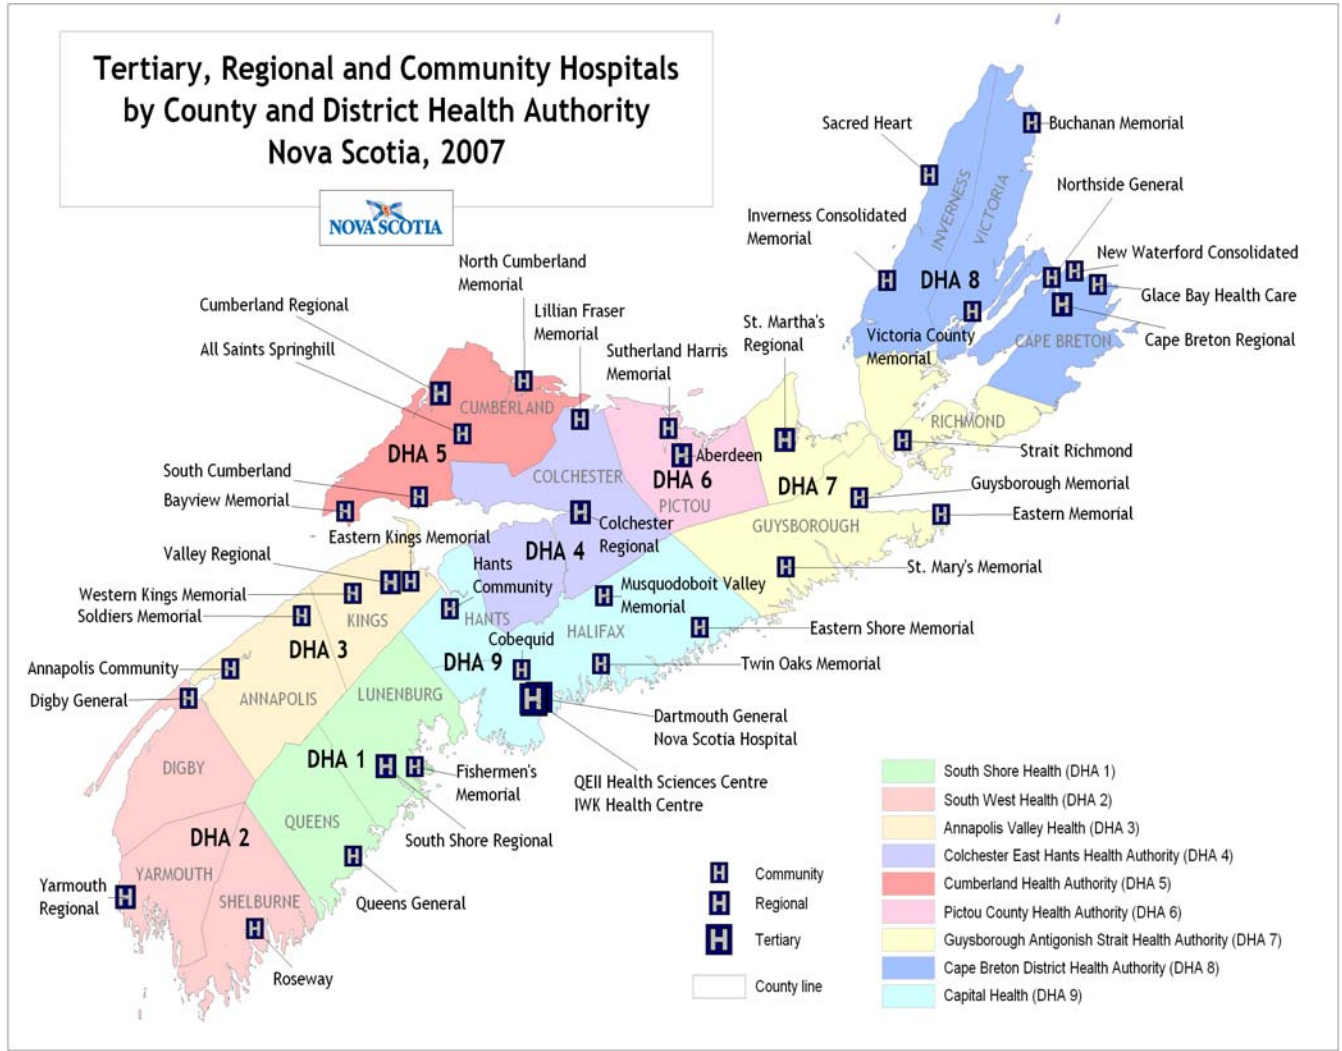 Tertiary, Regional and Community Hospitals
by County and District Health Authority
Nova Scotia, 2007
NOVA SCOTIA
Sacred Heart
Buchanan Memorial
Northside General
Inverness Consolidated
Memorial
INVERNESS
VICTORIA
New Waterford Consolidated
DHA 8
Glace Bay Health Care
Victoria County
Memorial
CAPE BRETON
Cape Breton Regional
North Cumberland
Memorial
Cumberland Regional
Lillian Fraser
Memorial
St. Martha's
Regional
All Saints Springhill
Sutherland Harris
Memorial
CUMBERLAND
DHA 5
RICHMOND
Strait Richmond
South Cumberland
COLCHESTER
Aberdeen
DHA 6
PICTOU
DHA 7
Guysborough Memorial
Bayview Memorial
GUYSBOROUGH
Eastern Memorial
Eastern Kings Memorial
Colchester
Regional
Valley Regional
DHA 4
Hants
Community
St. Mary's Memorial
Western Kings Memorial
Musquodoboit Valley
Memorial
Soldiers Memorial
KINGS
HANTS
HALIFAX
Eastern Shore Memorial
Cobequid
DHA 3
DHA 9
Twin Oaks Memorial
Annapolis Community
Digby General
ANNAPOLIS
LUNENBURG
Dartmouth General
Nova Scotia Hospital
DIGBY
DHA 1
Fishermen's
Memorial
QEII Health Sciences Centre
IWK Health Centre
QUEENS
South Shore Regional
DHA 2
YARMOUTH
Yarmouth
Regional
SHELBURNE
Queens General
Roseway
H Community
H Regional
H Tertiary
County line
South Shore Health (DHA 1)
South West Health (DHA 2)
Annapolis Valley Health (DHA 3)
Colchester East Hants Health Authority (DHA 4)
Cumberland Health Authority (DHA 5)
Pictou County Health Authority (DHA 6)
Guysborough Antigonish Strait Health Authority (DHA 7)
Cape Breton District Health Authority (DHA 8)
Capital Health (DHA 9)